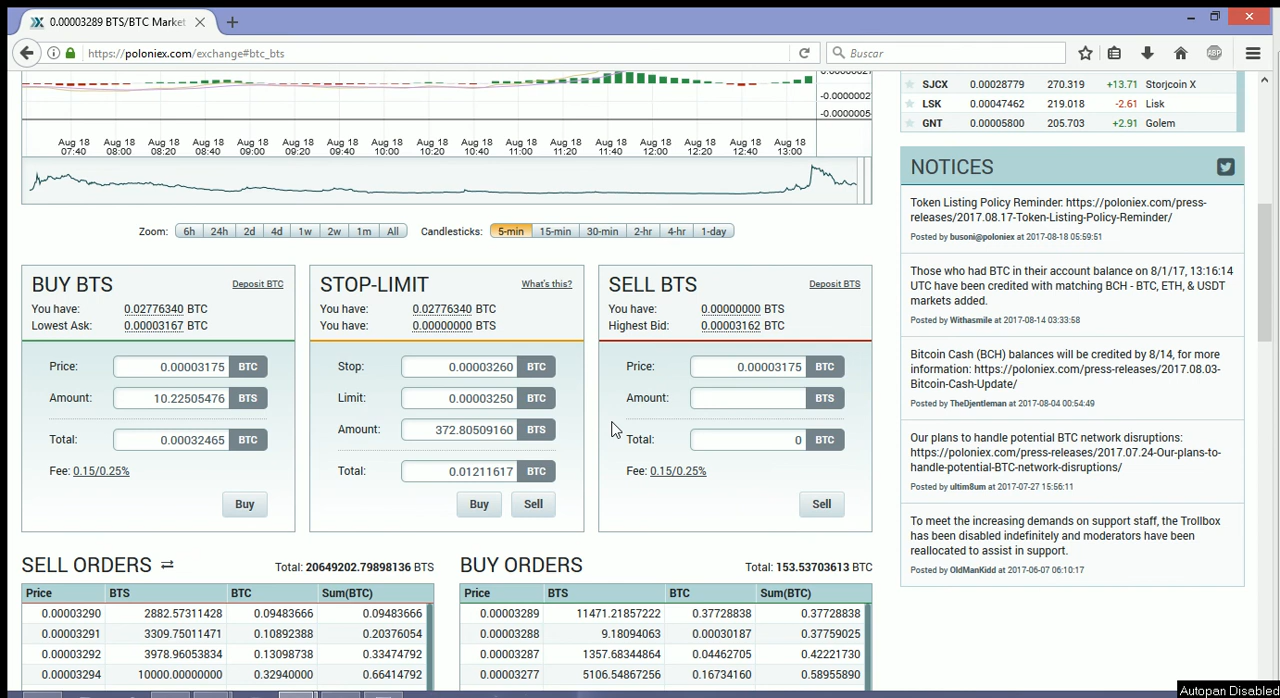 0.00003289 BTS/BTC Market
https://poloniex.com/exchange#btc_bts
Buscar
ABP
-0.0000002
-0.0000005
Aug 18 07:40 Aug 18 08:00 Aug 18 08:20 Aug 18 08:40 Aug 18 09:00 Aug 18 09:20 Aug 18 09:40 Aug 18 10:00 Aug 18 10:20 Aug 18 10:40 Aug 18 11:00 Aug 18 11:20 Aug 18 11:40 Aug 18 12:00 Aug 18 12:20 Aug 18 12:40 Aug 18 13:00
Zoom: 6h 24h 2d 4d 1w 2w 1m All Candlesticks: 5-min 15-min 30-min 2-hr 4-hr 1-day
BUY BTS Deposit BTC
You have: 0.02776340 BTC
Lowest Ask: 0.00003167 BTC
Price: 0.00003175 BTC
Amount: 10.22505476 BTS
Total: 0.00032465 BTC
Fee: 0.15/0.25%
Buy
STOP-LIMIT What's this?
You have: 0.02776340 BTC
You have: 0.00000000 BTS
Stop: 0.00003260 BTC
Limit: 0.00003250 BTC
Amount: 372.80509160 BTS
Total: 0.01211617 BTC
Buy Sell
SELL BTS Deposit BTS
You have: 0.00000000 BTS
Highest Bid: 0.00003162 BTC
Price: 0.00003175 BTC
Amount: BTS
Total: 0 BTC
Fee: 0.15/0.25%
Sell
SELL ORDERS Total: 20649202.79898136 BTS
Price BTS BTC Sum(BTC)
0.00003290 2882.57311428 0.09483666 0.09483666
0.00003291 3309.75011471 0.10892388 0.20376054
0.00003292 3978.96053834 0.13098738 0.33474792
0.00003294 10000.00000000 0.32940000 0.66414792
BUY ORDERS Total: 153.53703613 BTC
Price BTS BTC Sum(BTC)
0.00003289 11471.21857222 0.37728838 0.37728838
0.00003288 9.18094063 0.00030187 0.37759025
0.00003287 1357.68344864 0.04462705 0.42221730
0.00003277 5106.54867256 0.16734160 0.58955890
SJCX 0.00028779 270.319 +13.71 Storjcoin X
LSK 0.00047462 219.018 -2.61 Lisk
GNT 0.00005800 205.703 +2.91 Golem
NOTICES
Token Listing Policy Reminder: https://poloniex.com/press-
releases/2017.08.17-Token-Listing-Policy-Reminder/
Posted by busoni@poloniex at 2017-08-18 05:59:51
Those who had BTC in their account balance on 8/1/17, 13:16:14
UTC have been credited with matching BCH - BTC, ETH, & USDT
markets added.
Posted by Withasmile at 2017-08-14 03:33:58
Bitcoin Cash (BCH) balances will be credited by 8/14, for more
information: https://poloniex.com/press-releases/2017.08.03-
Bitcoin-Cash-Update/
Posted by TheDjentleman at 2017-08-04 00:54:49
Our plans to handle potential BTC network disruptions:
https://poloniex.com/press-releases/2017.07.24-Our-plans-to-
handle-potential-BTC-network-disruptions/
Posted by ultim8um at 2017-07-27 15:56:11
To meet the increasing demands on support staff, the Trollbox
has been disabled indefinitely and moderators have been
reallocated to assist in support.
Posted by OldManKidd at 2017-06-07 06:10:17
Autopan Disabled